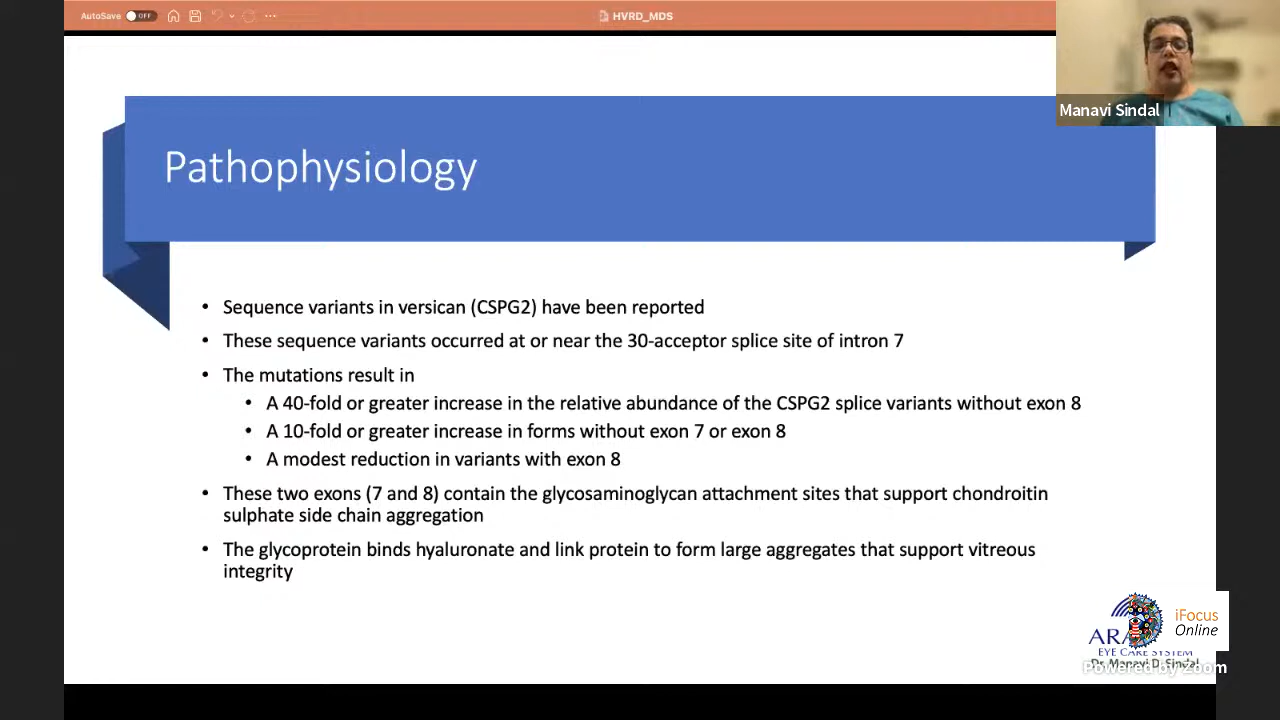 AutoSave OFF
HVRD_MDS
Manavi Sindal
Pathophysiology
• Sequence variants in versican (CSPG2) have been reported
• These sequence variants occurred at or near the 30-acceptor splice site of intron 7
• The mutations result in
• A 40-fold or greater increase in the relative abundance of the CSPG2 splice variants without exon 8
• A 10-fold or greater increase in forms without exon 7 or exon 8
• A modest reduction in variants with exon 8
• These two exons (7 and 8) contain the glycosaminoglycan attachment sites that support chondroitin
sulphate side chain aggregation
• The glycoprotein binds hyaluronate and link protein to form large aggregates that support vitreous
integrity
iFocus
Online
EYE CARE SYSTEM
Dr. Manavi D. Sindal
Powered by Zoom